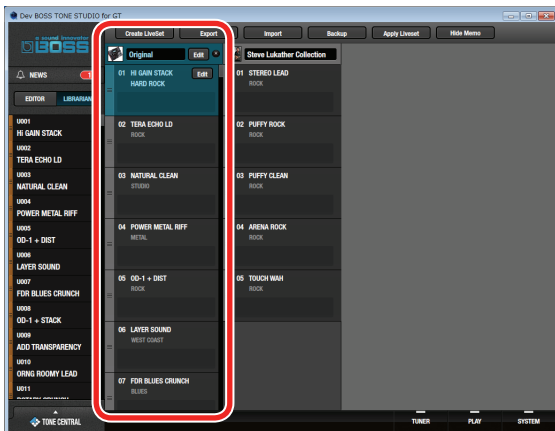 Dev BOSS TONE STUDIO for GT
a sound innovator
BOSS
Create LiveSet
Export
Import
Backup
Apply Liveset
Hide Memo
NEWS
1
EDITOR
LIBRARIAN
U001
Hi GAIN STACK
U002
TERA ECHO LD
U003
NATURAL CLEAN
U004
POWER METAL RIFF
U005
OD-1 + DIST
U006
LAYER SOUND
U007
FDR BLUES CRUNCH
U008
OD-1 + STACK
U009
ADD TRANSPARENCY
U010
ORNG ROOMY LEAD
U011
Original
Edit
01 HI GAIN STACK
Edit
HARD ROCK
02 TERA ECHO LD
ROCK
03 NATURAL CLEAN
STUDIO
04 POWER METAL RIFF
METAL
05 OD-1 + DIST
ROCK
06 LAYER SOUND
WEST COAST
07 FDR BLUES CRUNCH
BLUES
Steve Lukather Collection
01 STEREO LEAD
ROCK
02 PUFFY ROCK
ROCK
03 PUFFY CLEAN
ROCK
04 ARENA ROCK
ROCK
05 TOUCH WAH
ROCK
TONE CENTRAL
TUNER
PLAY
SYSTEM